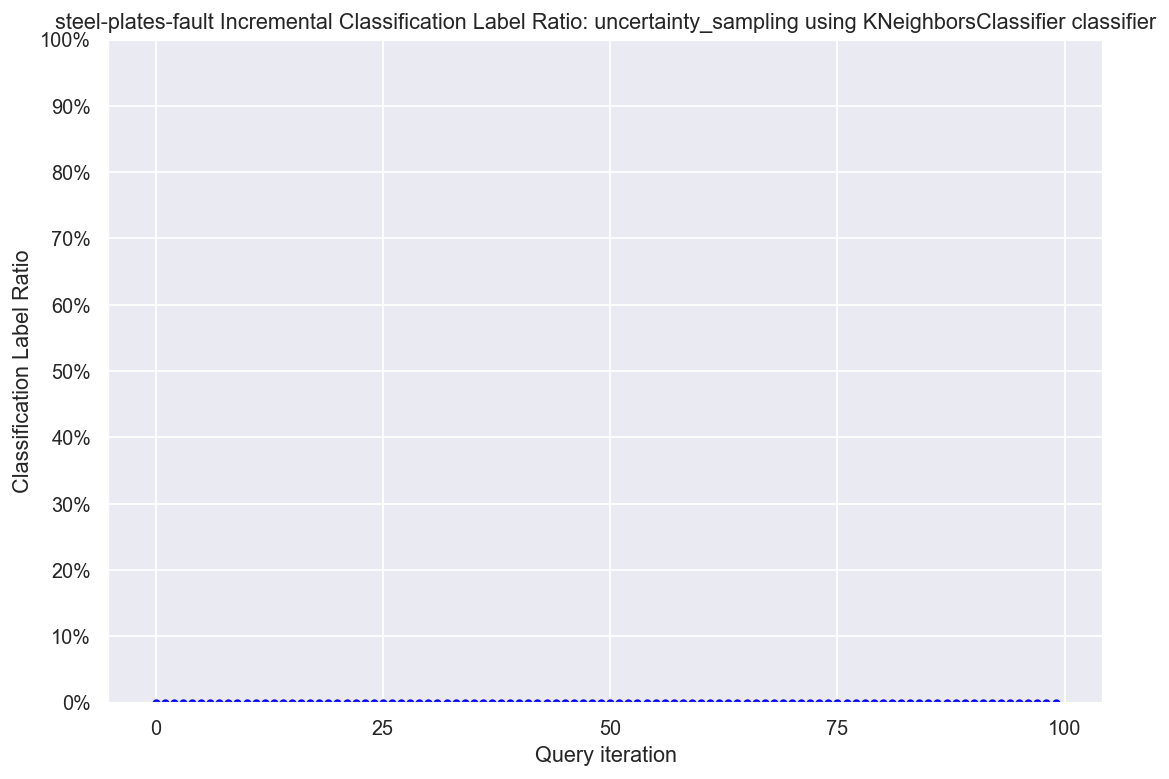 steel-plates-fault Incremental Classification Label Ratio: uncertainty_sampling using KNeighborsClassifier classifier
100%
90%
80%
70%
60%
50%
40%
30%
20%
10%
0%
Classification Label Ratio
0 25 50 75 100
Query iteration